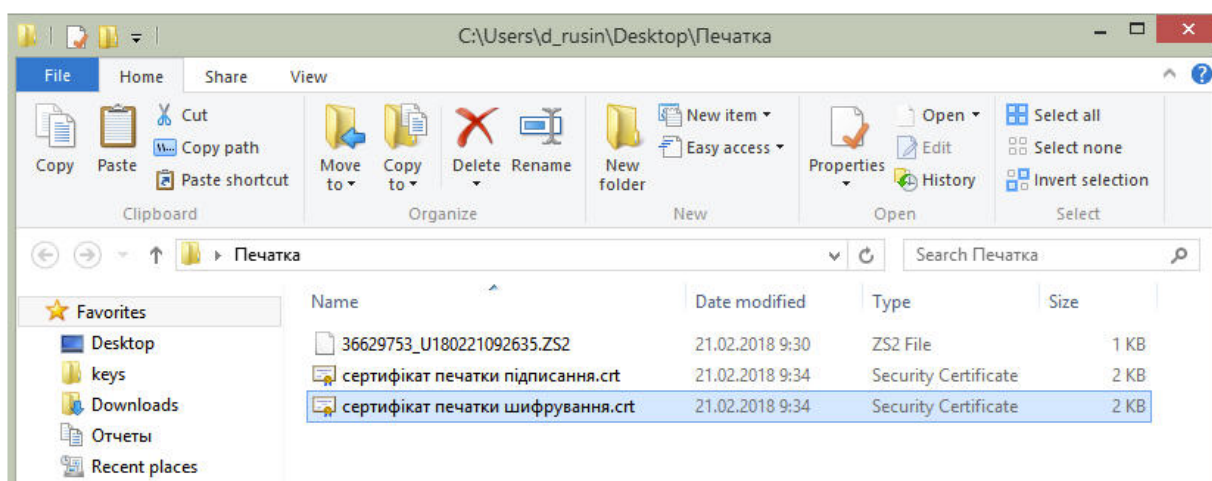 C:\Users\d_rusin\Desktop\Печатка
File Home Share View
Cut
Copy path
Paste shortcut
Copy Paste
Move to
Copy to
Delete Rename
New folder
New item
Easy access
Properties
Open
Edit
History
Select all
Select none
Invert selection
Clipboard Organize New Open Select
Печатка
Search Печатка
Favorites
Desktop
keys
Downloads
Отчеты
Recent places
Name Date modified Type Size
36629753_U180221092635.ZS2 21.02.2018 9:30 ZS2 File 1 KB
сертифікат печатки підписання.crt 21.02.2018 9:34 Security Certificate 2 KB
сертифікат печатки шифрування.crt 21.02.2018 9:34 Security Certificate 2 KB